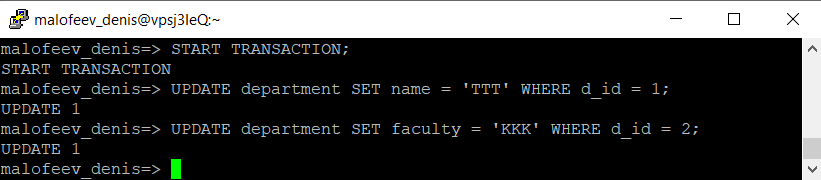 malofeev_denis@vpsj3IeQ:~
malofeev_denis=> START TRANSACTION;
START TRANSACTION
malofeev_denis=> UPDATE department SET name = 'TTT' WHERE d_id = 1;
UPDATE 1
malofeev_denis=> UPDATE department SET faculty = 'KKK' WHERE d_id = 2;
UPDATE 1
malofeev_denis=>